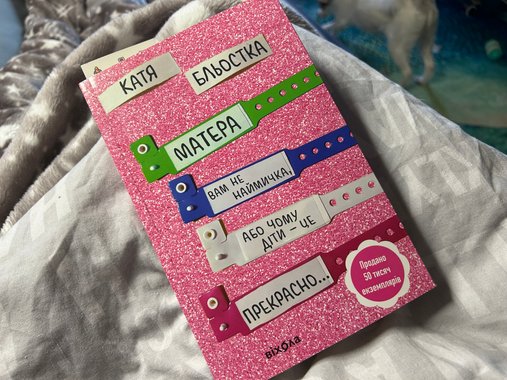 КАТЯ
БЛЬОСТКА
МАТЕРА
ВАМ НЕ
НАЙМИЧКА,
АБО ЧОМУ
ДІТИ – ЦЕ
ПРЕКРАСНО...
Продано
50 тисяч
екземплярів
віхола